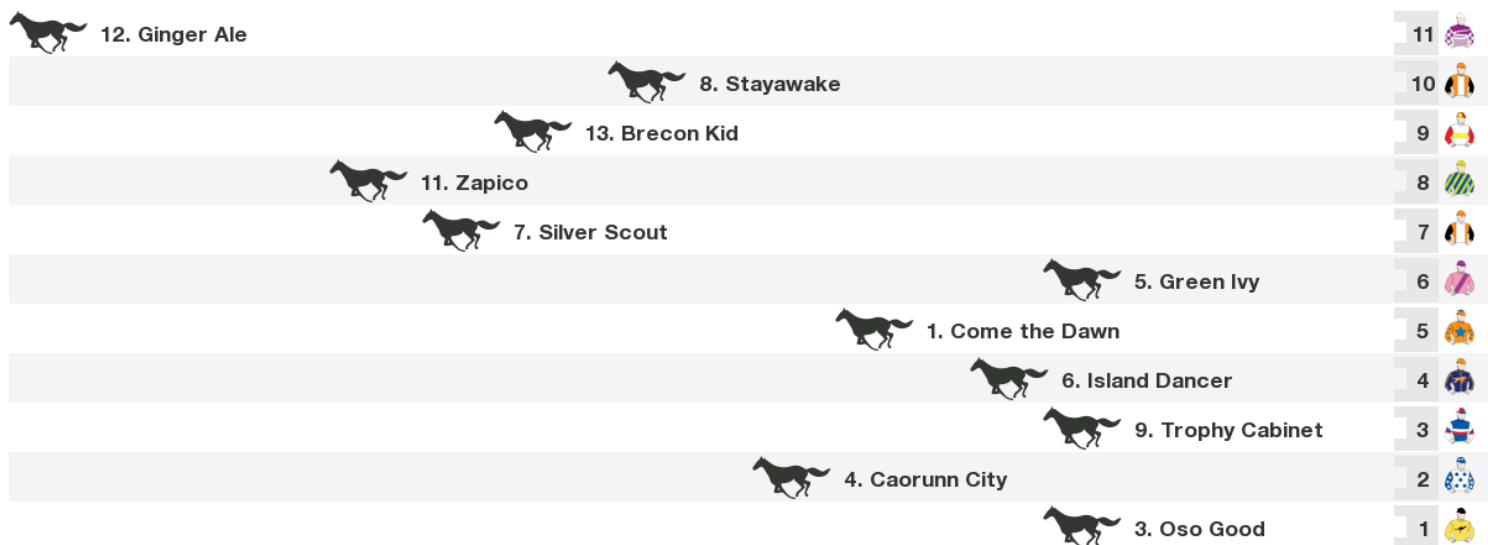 12. Ginger Ale 11
8. Stayawake 10
13. Brecon Kid 9
11. Zapico 8
7. Silver Scout 7
5. Green Ivy 6
1. Come the Dawn 5
6. Island Dancer 4
9. Trophy Cabinet 3
4. Caorunn City 2
3. Oso Good 1